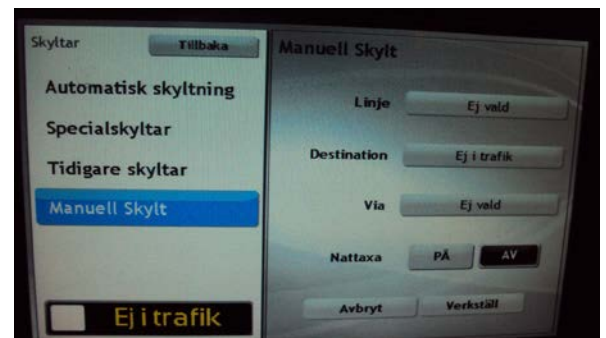 Skyltar Tillbaka
Automatisk skyltning
Specialskyltar
Tidigare skyltar
Manuell Skylt
Ej i trafik
Manuell Skylt
Linje Ej vald
Destination Ej i trafik
Via Ej vald
Nattaxa PÅ AV
Avbryt Verkställ